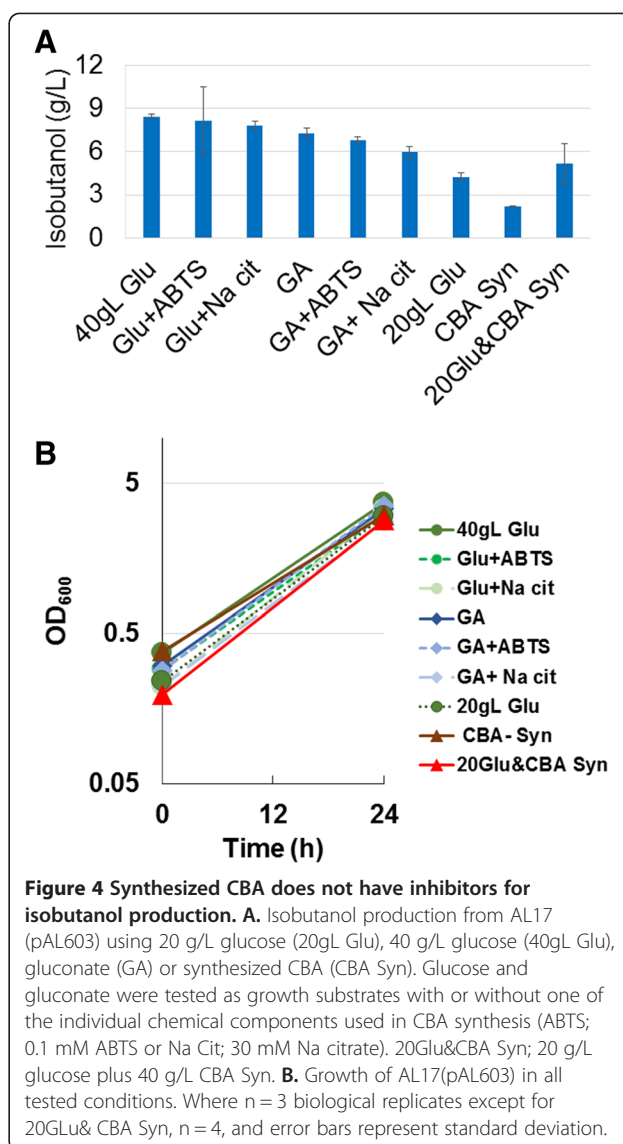 A
Isobutanol (g/L)
12
9
6
3
0
40gL Glu
Glu+ABTS
Glu+Na cit
GA
GA+ABTS
GA+ Na cit
20gL Glu
CBA Syn
20Glu&CBA Syn
B
OD600
5
0.5
0.05
0
12
24
Time (h)
40gL Glu
Glu+ABTS
Glu+Na cit
GA
GA+ABTS
GA+ Na cit
20gL Glu
CBA- Syn
20Glu&CBA Syn
Figure 4 Synthesized CBA does not have inhibitors for
isobutanol production. A. Isobutanol production from AL17
(pAL603) using 20 g/L glucose (20gL Glu), 40 g/L glucose (40gL Glu),
gluconate (GA) or synthesized CBA (CBA Syn). Glucose and
gluconate were tested as growth substrates with or without one of
the individual chemical components used in CBA synthesis (ABTS;
0.1 mM ABTS or Na Cit; 30 mM Na citrate). 20Glu&CBA Syn; 20 g/L
glucose plus 40 g/L CBA Syn. B. Growth of AL17(pAL603) in all
tested conditions. Where n = 3 biological replicates except for
20GLu& CBA Syn, n = 4, and error bars represent standard deviation.